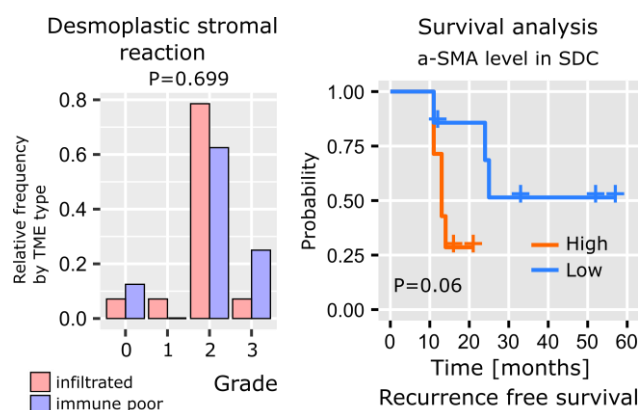 Desmoplastic stromal
reaction
P=0.699
Relative frequency
by TME type
0.8
0.6
0.4
0.2
0.0
0 1 2 3
Grade
infiltrated
immune poor
Survival analysis
a-SMA level in SDC
Probability
1.00
0.75
0.50
0.25
0.00
High
Low
P=0.06
0 10 20 30 40 50 60
Time [months]
Recurrence free survival